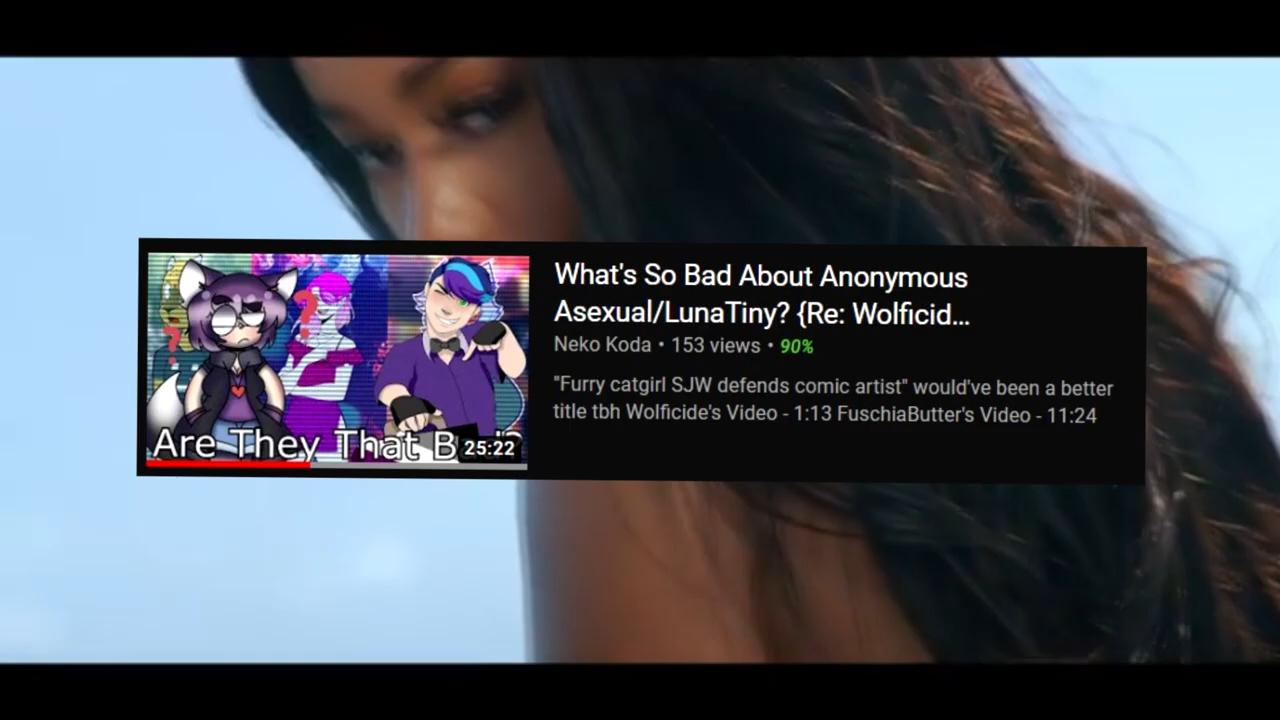 What's So Bad About Anonymous
Asexual/LunaTiny? {Re: Wolficid...
Neko Koda • 153 views • 90%
"Furry catgirl SJW defends comic artist" would've been a better
title tbh Wolficide's Video - 1:13 FuschiaButter's Video - 11:24
Are They That Bad?
25:22